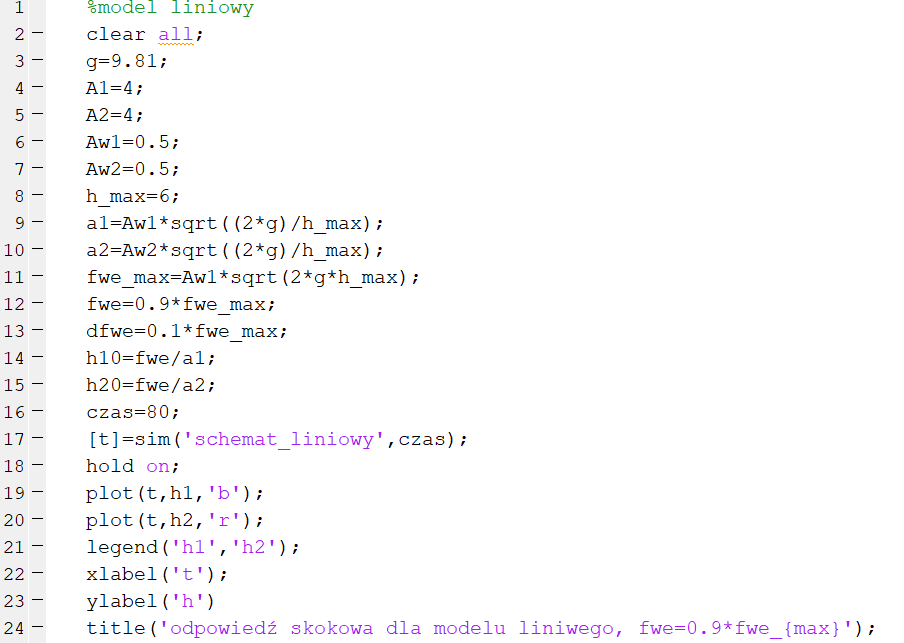 1 %model liniowy
2 — clear all;
3 — g=9.81;
4 — A1=4;
5 — A2=4;
6 — Aw1=0.5;
7 — Aw2=0.5;
8 — h_max=6;
9 — a1=Aw1*sqrt((2*g)/h_max);
10 — a2=Aw2*sqrt((2*g)/h_max);
11 — fwe_max=Aw1*sqrt(2*g*h_max);
12 — fwe=0.9*fwe_max;
13 — dfwe=0.1*fwe_max;
14 — h10=fwe/a1;
15 — h20=fwe/a2;
16 — czas=80;
17 — [t]=sim('schemat_liniowy',czas);
18 — hold on;
19 — plot(t,h1,'b');
20 — plot(t,h2,'r');
21 — legend('h1','h2');
22 — xlabel('t');
23 — ylabel('h')
24 — title('odpowiedź skokowa dla modelu liniwego, fwe=0.9*fwe_{max}');